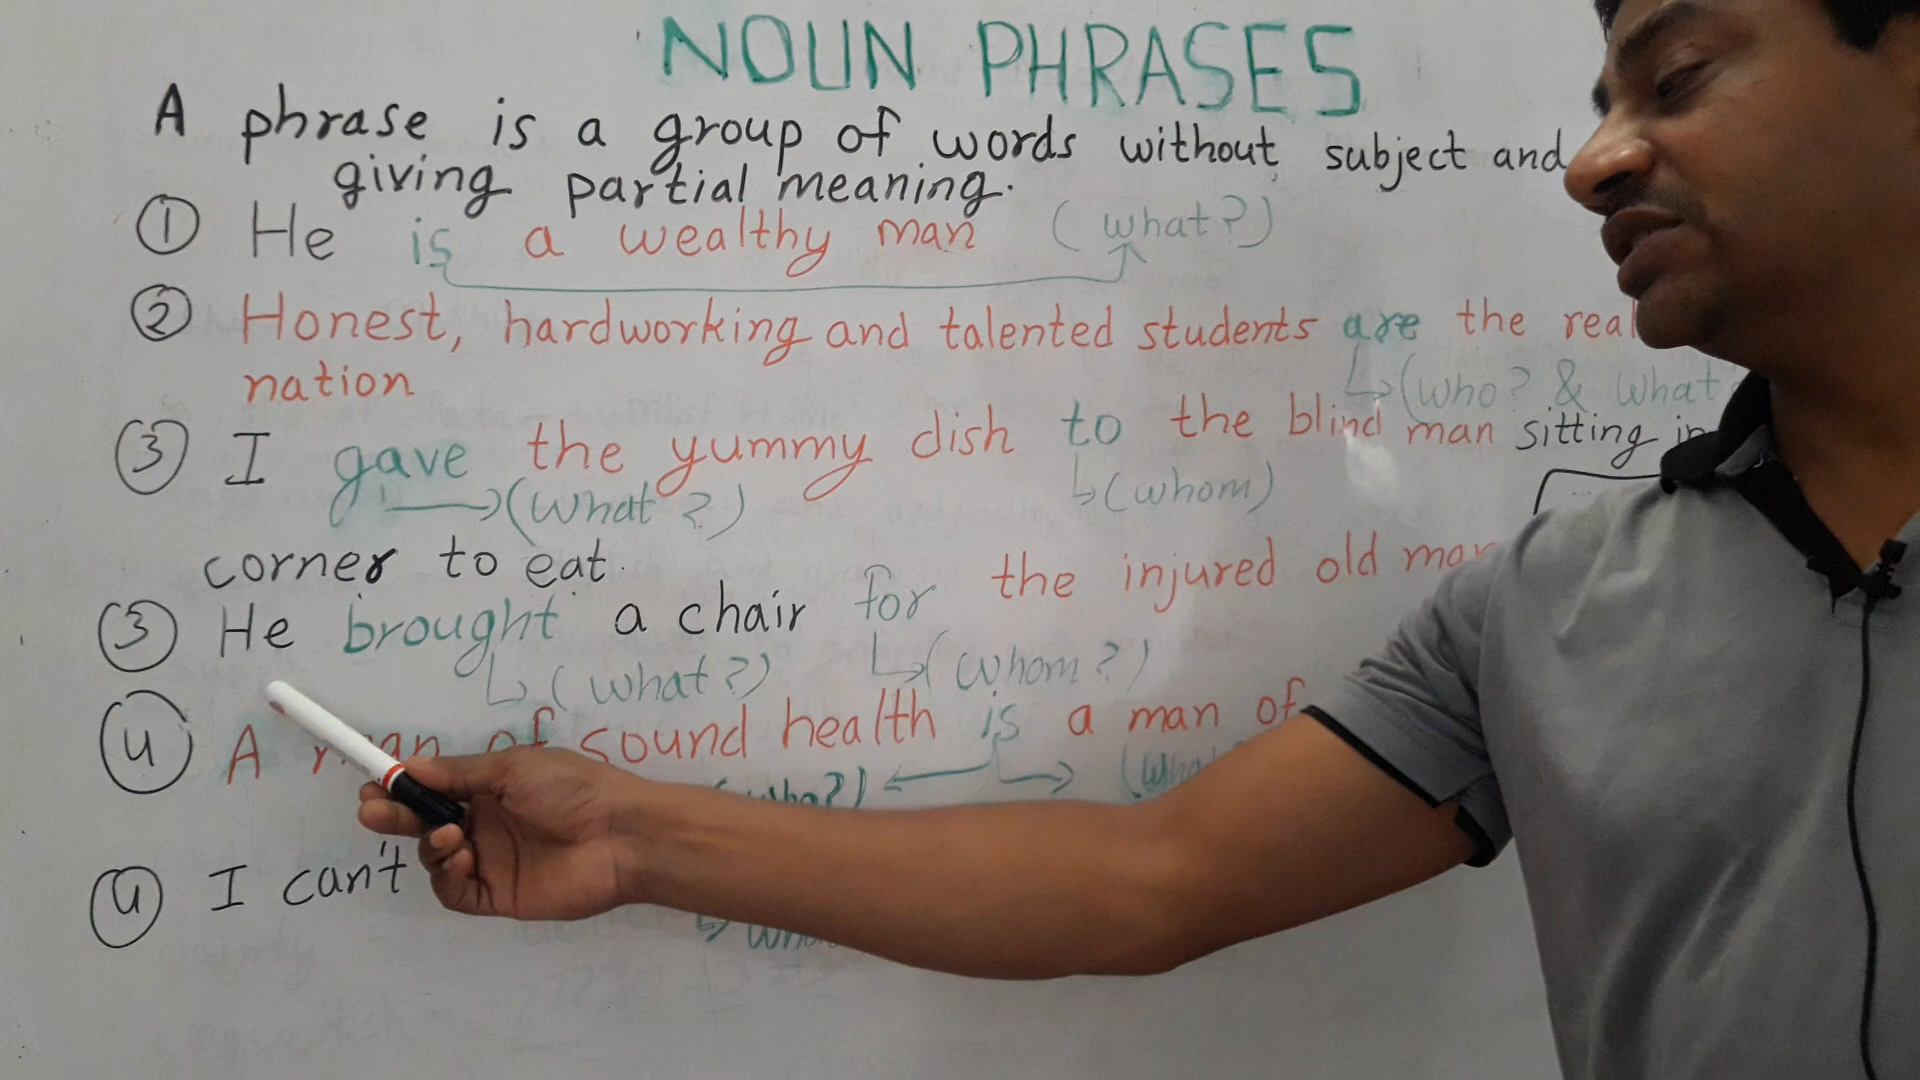 NOUN PHRASES
A phrase is a group of words without subject and
giving partial meaning.
① He is a wealthy man (what?)
② Honest, hardworking and talented students are the real
nation
(who? & what
③ I gave the yummy dish to the blind man sitting in
(what?) (whom)
corner to eat.
③ He brought a chair for the injured old man
(what?) (whom?)
④ A man of sound health is a man of
(who?)
④ I can't